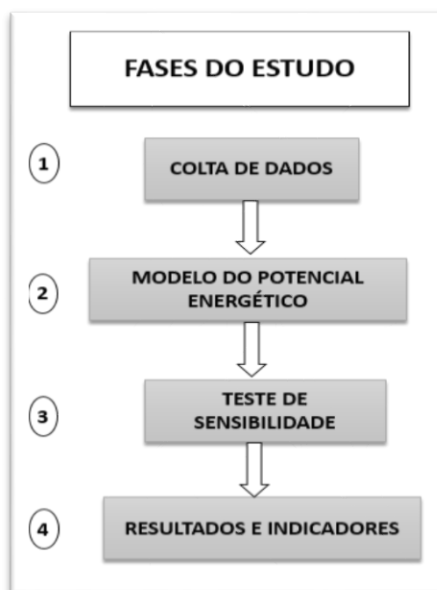 FASES DO ESTUDO
1
COLTA DE DADOS
2
MODELO DO POTENCIAL
ENERGÉTICO
3
TESTE DE
SENSIBILIDADE
4
RESULTADOS E INDICADORES